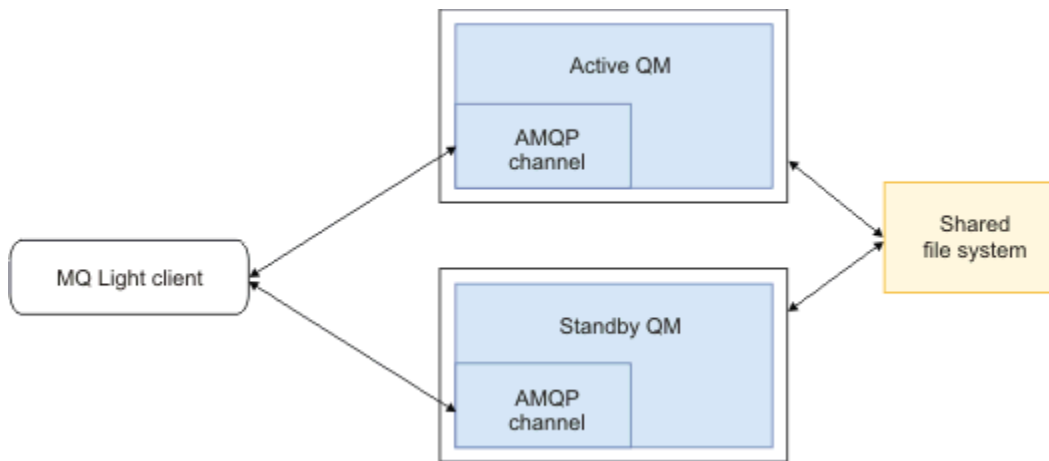 Active QM
AMQP
channel
Shared
file system
MQ Light client
Standby QM
AMQP
channel